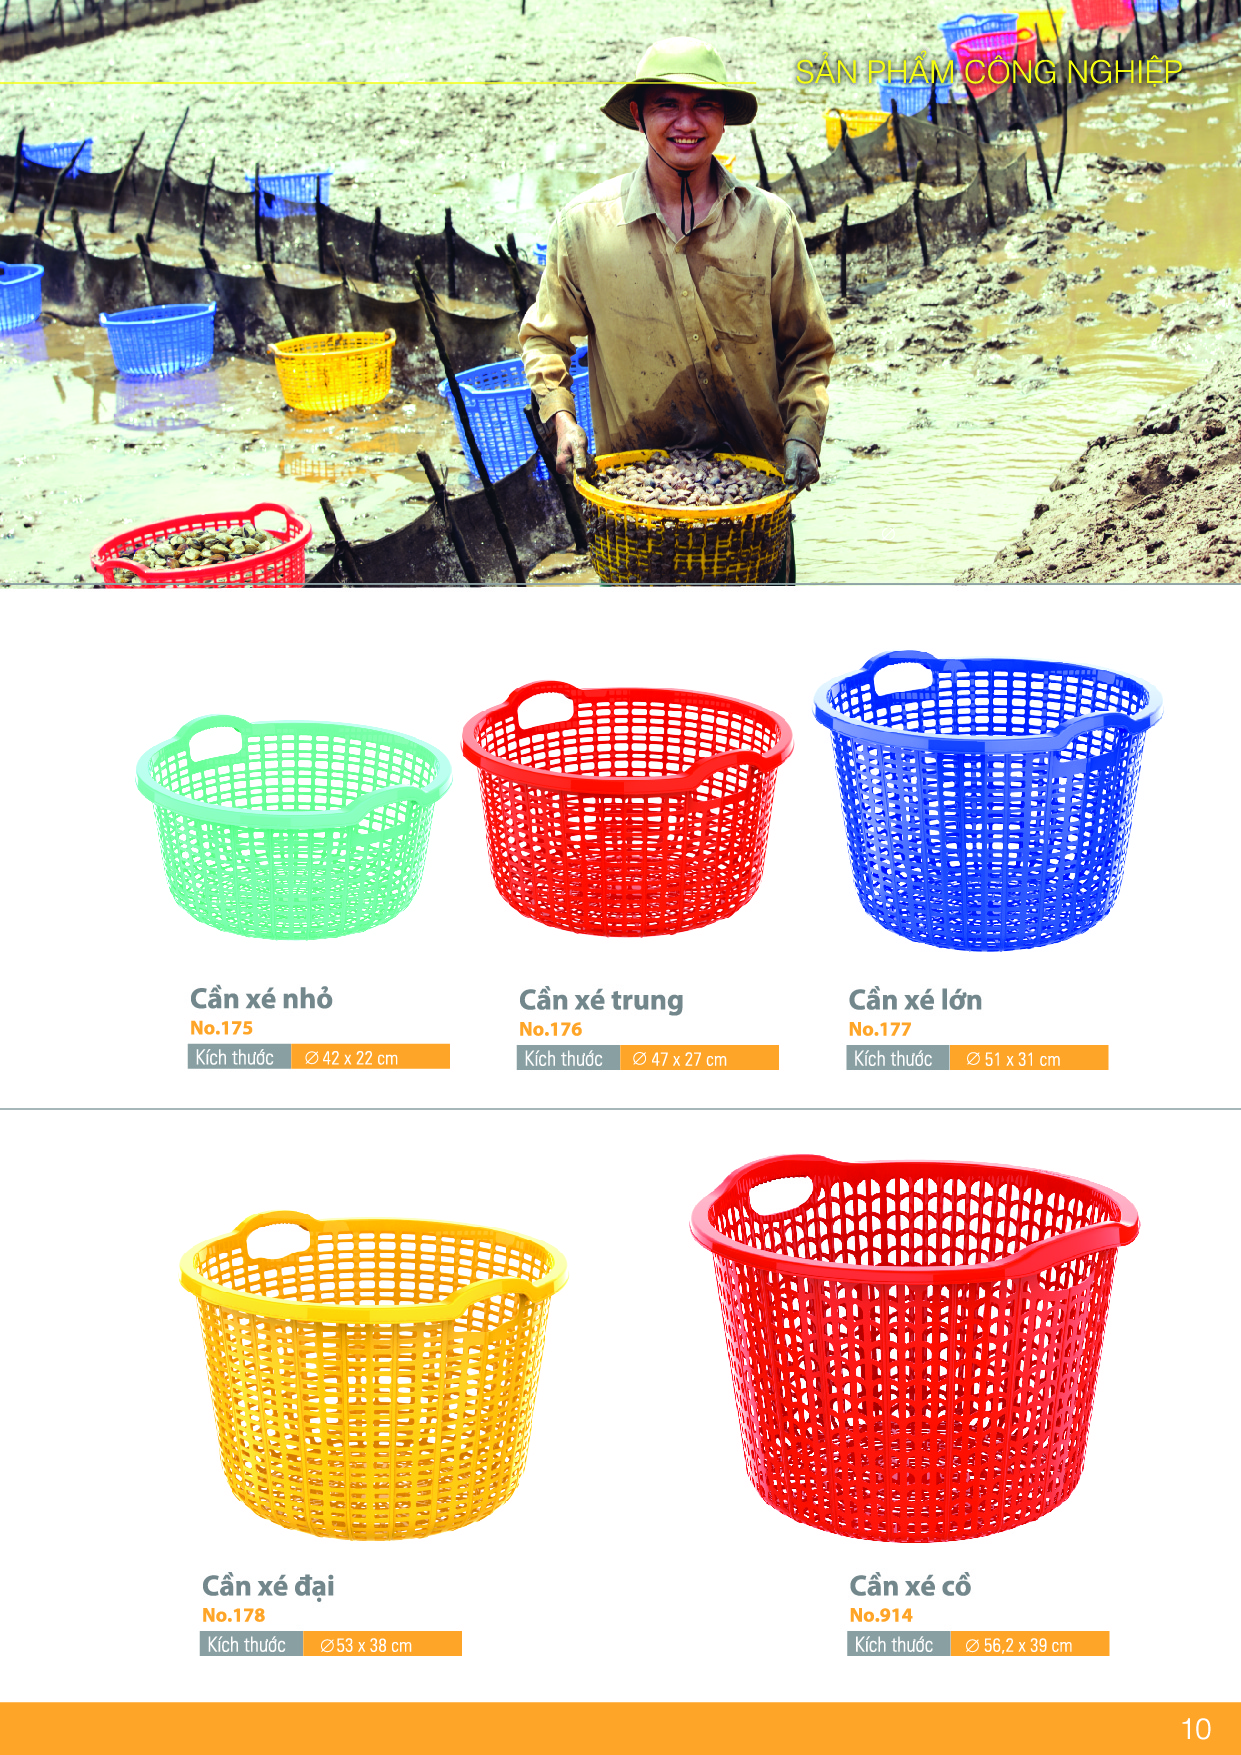 SẢN PHẨM CÔNG NGHIỆP
Cần xé nhỏ
No.175
Kích thước ∅ 42 x 22 cm
Cần xé trung
No.176
Kích thước ∅ 47 x 27 cm
Cần xé lớn
No.177
Kích thước ∅ 51 x 31 cm
Cần xé đại
No.178
Kích thước ∅ 53 x 38 cm
Cần xé cồ
No.914
Kích thước ∅ 56,2 x 39 cm
10